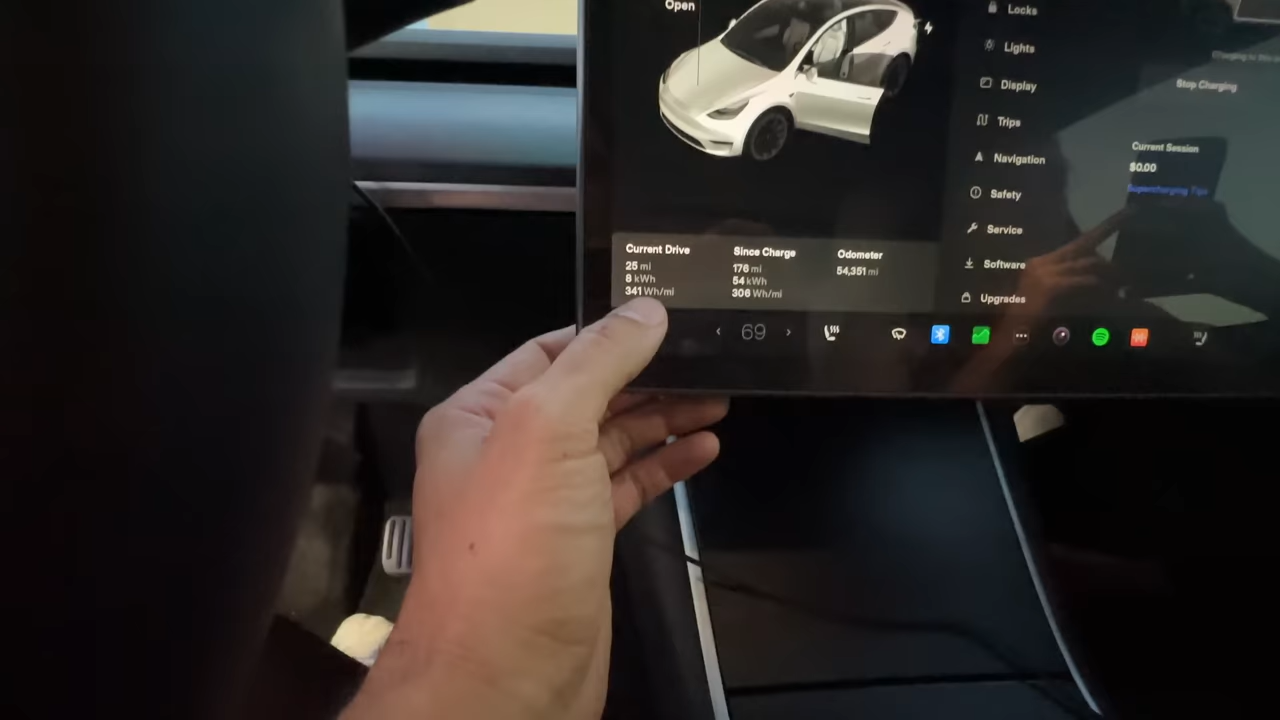 Open
Locks
Lights
Display
Trips
Navigation
Safety
Service
Software
Upgrades
Stop Charging
Current Session
$0.00
Supercharging Tips
Current Drive
25 mi
8 kWh
341 Wh/mi
Since Charge
176 mi
54 kWh
306 Wh/mi
Odometer
54,351 mi
69